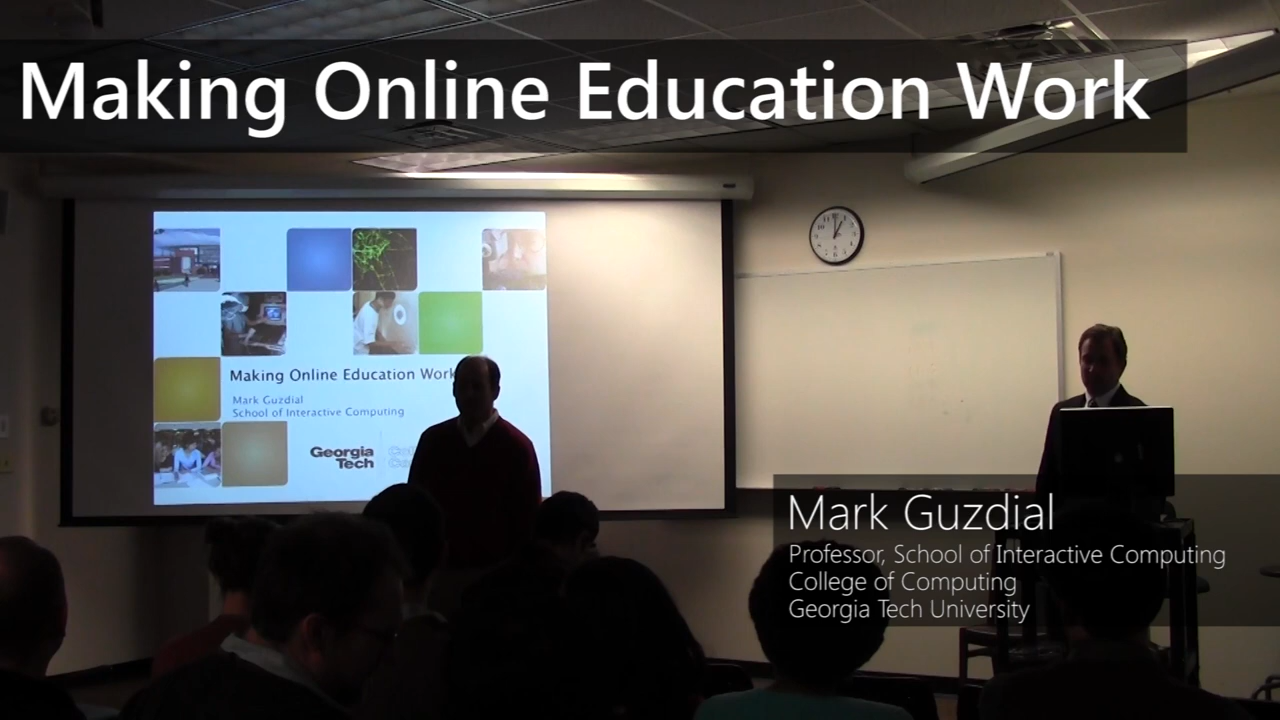 Making Online Education Work
Making Online Education Work
Mark Guzdial
School of Interactive Computing
Georgia
Tech
Mark Guzdial
Professor, School of Interactive Computing
College of Computing
Georgia Tech University